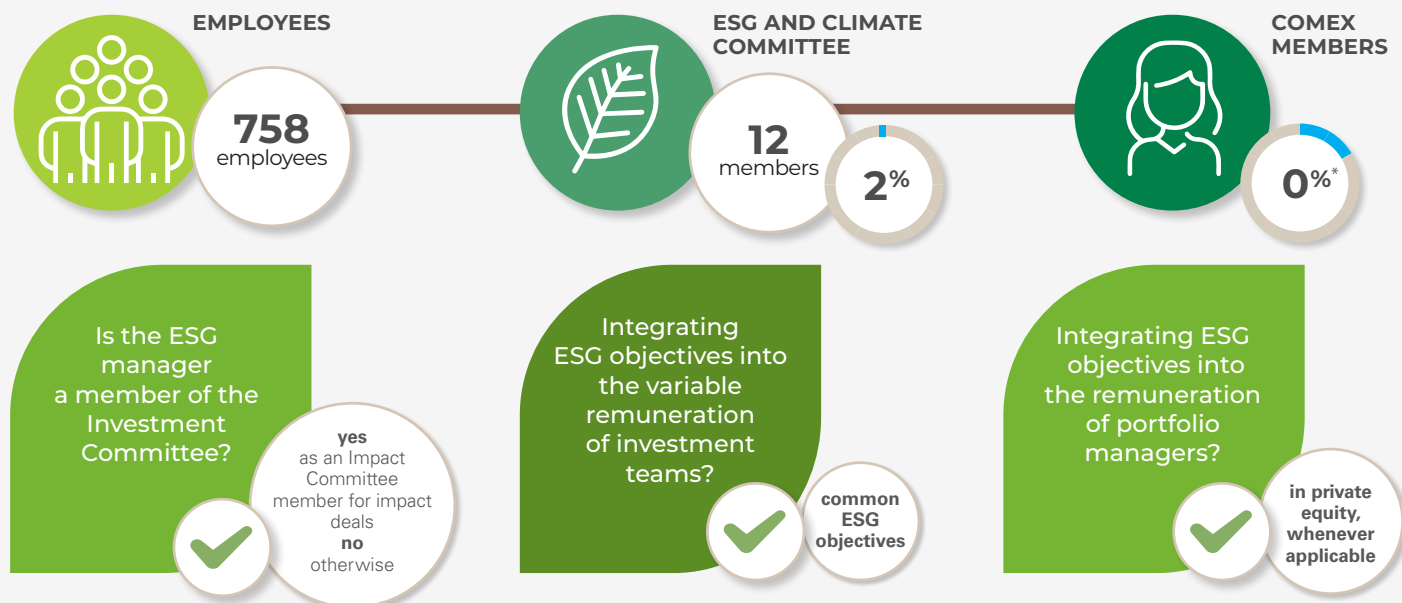 EMPLOYEES
758
employees
ESG AND CLIMATE
COMMITTEE
12
members
2%
COMEX
MEMBERS
0%*
Is the ESG
manager
a member of the
Investment
Committee?
yes
as an Impact
Committee
member for impact
deals
no
otherwise
Integrating
ESG objectives into
the variable
remuneration
of investment
teams?
common
ESG
objectives
Integrating ESG
objectives into
the remuneration
of portfolio
managers?
in private
equity,
whenever
applicable